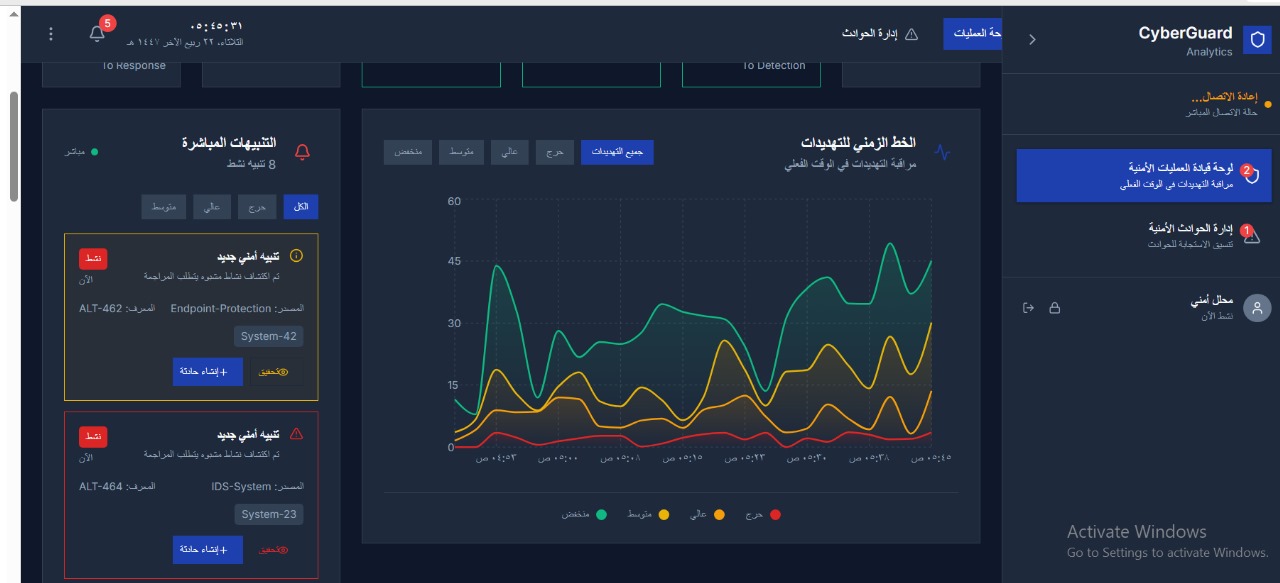 CyberGuard
Analytics
إعادة الاتصال...
حالة الاتصال المباشر
2
لوحة قيادة العمليات الأمنية
مراقبة التهديدات في الوقت الفعلي
1
إدارة الحوادث الأمنية
تنسيق الاستجابة للحوادث
محلل أمني
نشط الآن
حة العمليات
إدارة الحوادث
٠٥:٤٥:٣١
الثلاثاء، ٢٢ ربيع الآخر ١٤٤٧ هـ
5
To Detection
To Response
الخط الزمني للتهديدات
مراقبة التهديدات في الوقت الفعلي
جميع التهديدات
حرج
عالي
متوسط
منخفض
60
45
30
15
0
٠٤:٥٣ ص
٠٥:٠٠ ص
٠٥:٠٨ ص
٠٥:١٥ ص
٠٥:٢٣ ص
٠٥:٣٠ ص
٠٥:٣٨ ص
٠٥:٤٥ ص
حرج
عالي
متوسط
منخفض
التنبيهات المباشرة
8 تنبيه نشط
مباشر
الكل
حرج
عالي
متوسط
تنبيه أمني جديد
نشط
تم اكتشاف نشاط مشبوه يتطلب المراجعة
الآن
المصدر: Endpoint-Protection
المعرف: ALT-462
System-42
تحقيق
إنشاء حادثة+
تنبيه أمني جديد
نشط
تم اكتشاف نشاط مشبوه يتطلب المراجعة
الآن
المصدر: IDS-System
المعرف: ALT-464
System-23
تحقيق
إنشاء حادثة+
Activate Windows
Go to Settings to activate Windows.